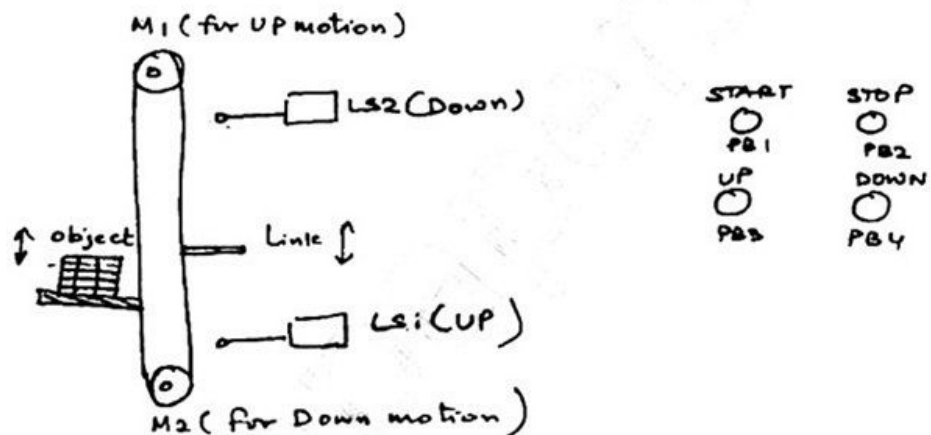 M1 (for UP motion)
LS2 (Down)
START STOP
PB1 PB2
UP DOWN
PB3 PB4
object Link
LS1 (UP)
M2 ( for Down motion )